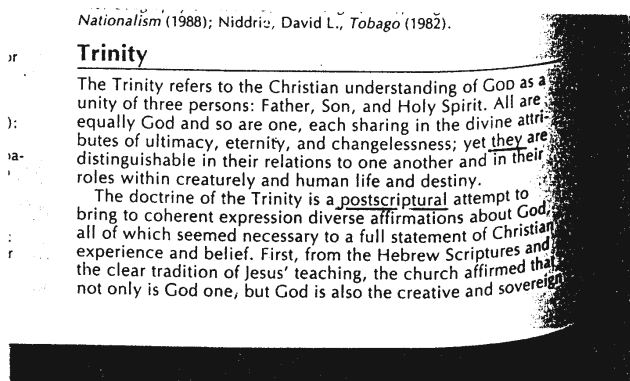 Nationalism (1988); Niddrie, David L., Tobago (1982).
Trinity
or
The Trinity refers to the Christian understanding of GOD as a
unity of three persons: Father, Son, and Holy Spirit. All are
):
equally God and so are one, each sharing in the divine attri-
butes of ultimacy, eternity, and changelessness; yet they are
pa-
distinguishable in their relations to one another and in their
roles within creaturely and human life and destiny.
The doctrine of the Trinity is a postscriptural attempt to
bring to coherent expression diverse affirmations about God,
:
all of which seemed necessary to a full statement of Christian
r
experience and belief. First, from the Hebrew Scriptures and
the clear tradition of Jesus' teaching, the church affirmed that
not only is God one, but God is also the creative and sovereign